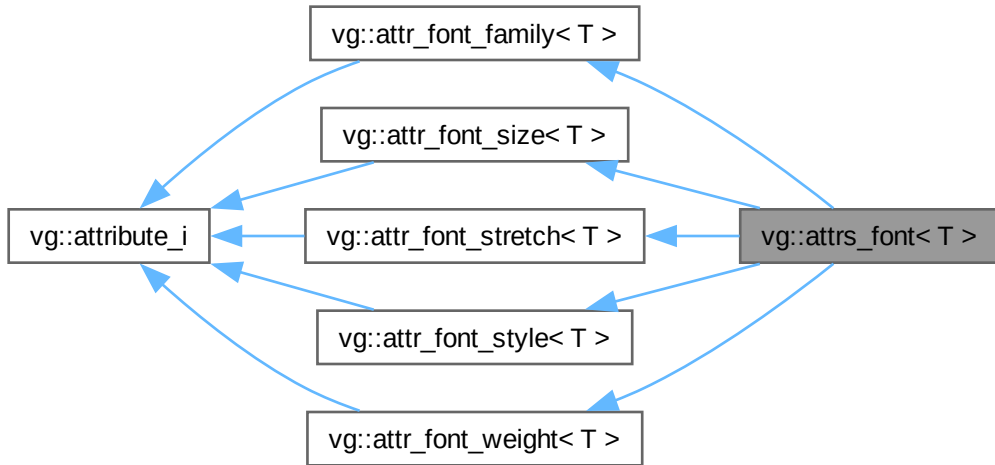 vg::attr_font_family< T >
vg::attr_font_size< T >
vg::attribute_i
vg::attr_font_stretch< T >
vg::attrs_font< T >
vg::attr_font_style< T >
vg::attr_font_weight< T >